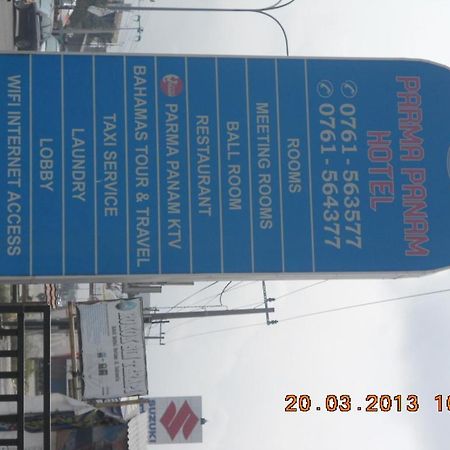 PARMA PANAM
HOTEL
0761-563577
0761-564377
ROOMS
MEETING ROOMS
BALL ROOM
RESTAURANT
PARMA PANAM KTV
BAHAMAS TOUR & TRAVEL
TAXI SERVICE
LAUNDRY
LOBBY
WIFI INTERNET ACCESS
SUZUKI
20.03.2013